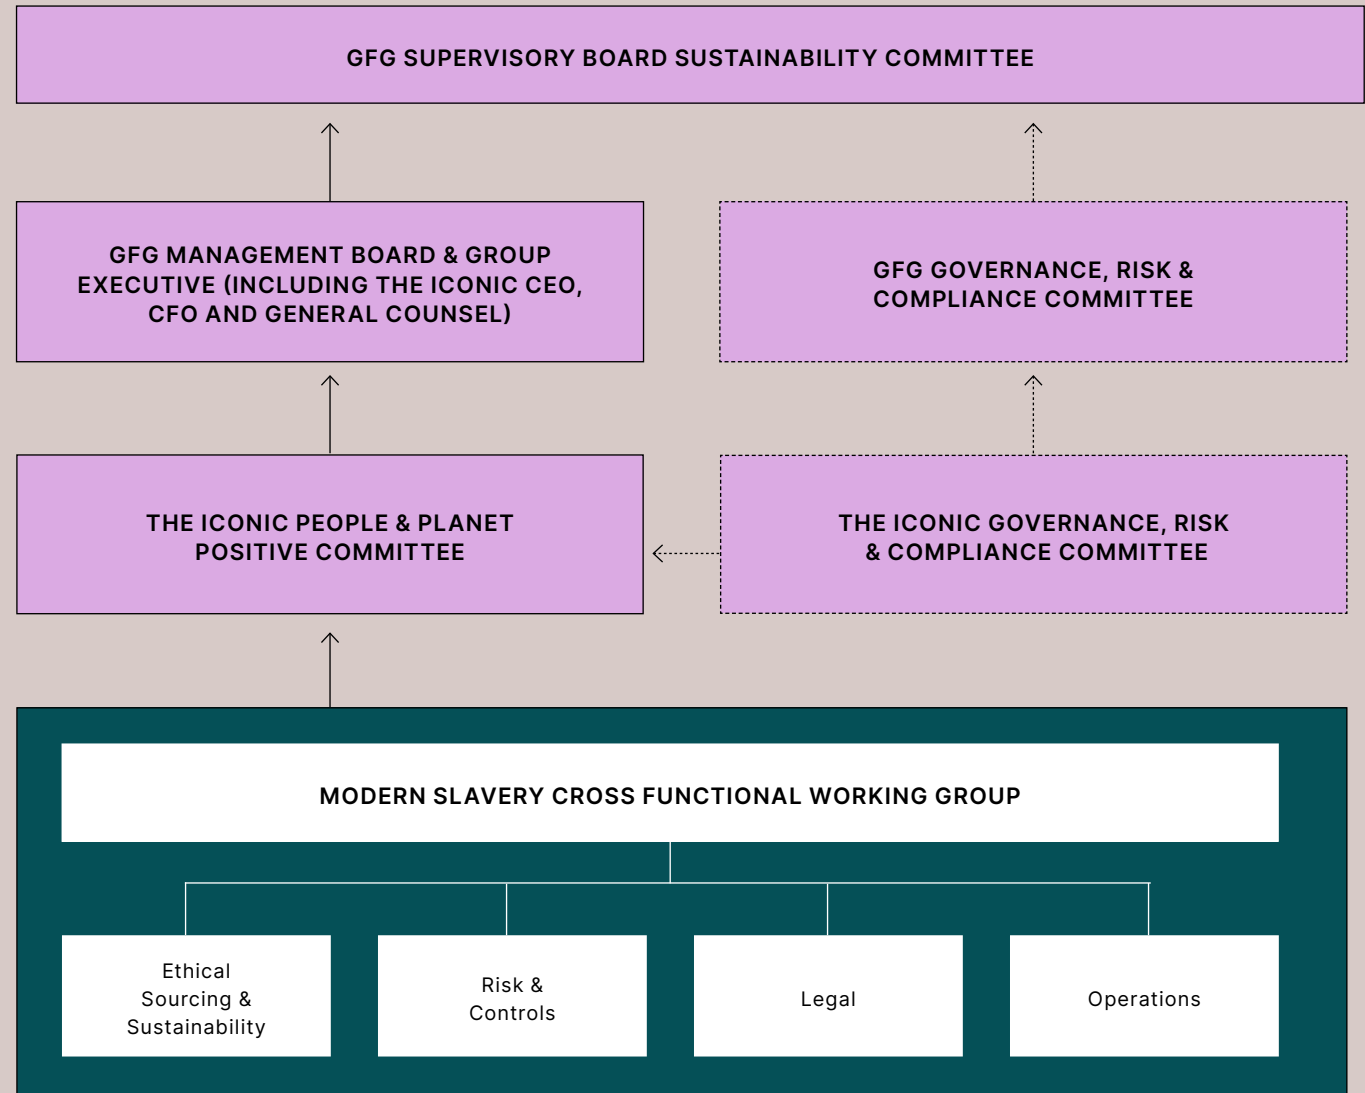 GFG SUPERVISORY BOARD SUSTAINABILITY COMMITTEE
GFG MANAGEMENT BOARD & GROUP
EXECUTIVE (INCLUDING THE ICONIC CEO,
CFO AND GENERAL COUNSEL)
GFG GOVERNANCE, RISK &
COMPLIANCE COMMITTEE
THE ICONIC PEOPLE & PLANET
POSITIVE COMMITTEE
THE ICONIC GOVERNANCE, RISK
& COMPLIANCE COMMITTEE
MODERN SLAVERY CROSS FUNCTIONAL WORKING GROUP
Ethical
Sourcing &
Sustainability
Risk &
Controls
Legal
Operations